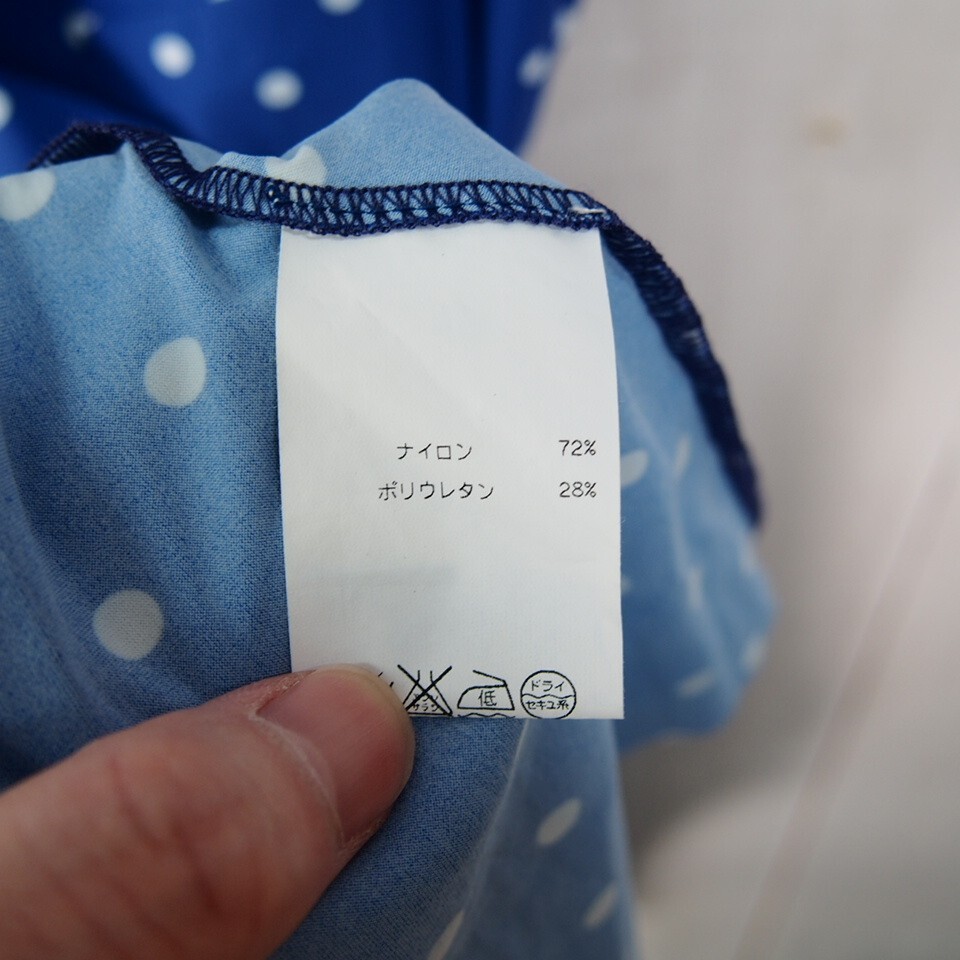 ナイロン 72%
ポリウレタン 28%
低 ドライ
セキユ系